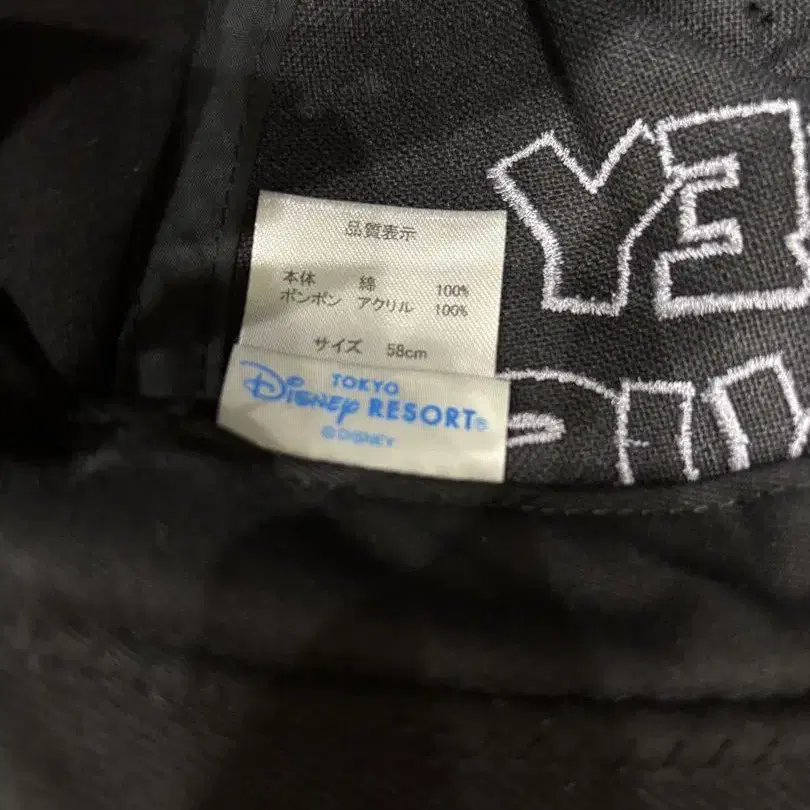 品質表示
本体 綿 100%
ポンポン アクリル 100%
サイズ 58cm
TOKYO
Disney RESORT®
©DISNEY